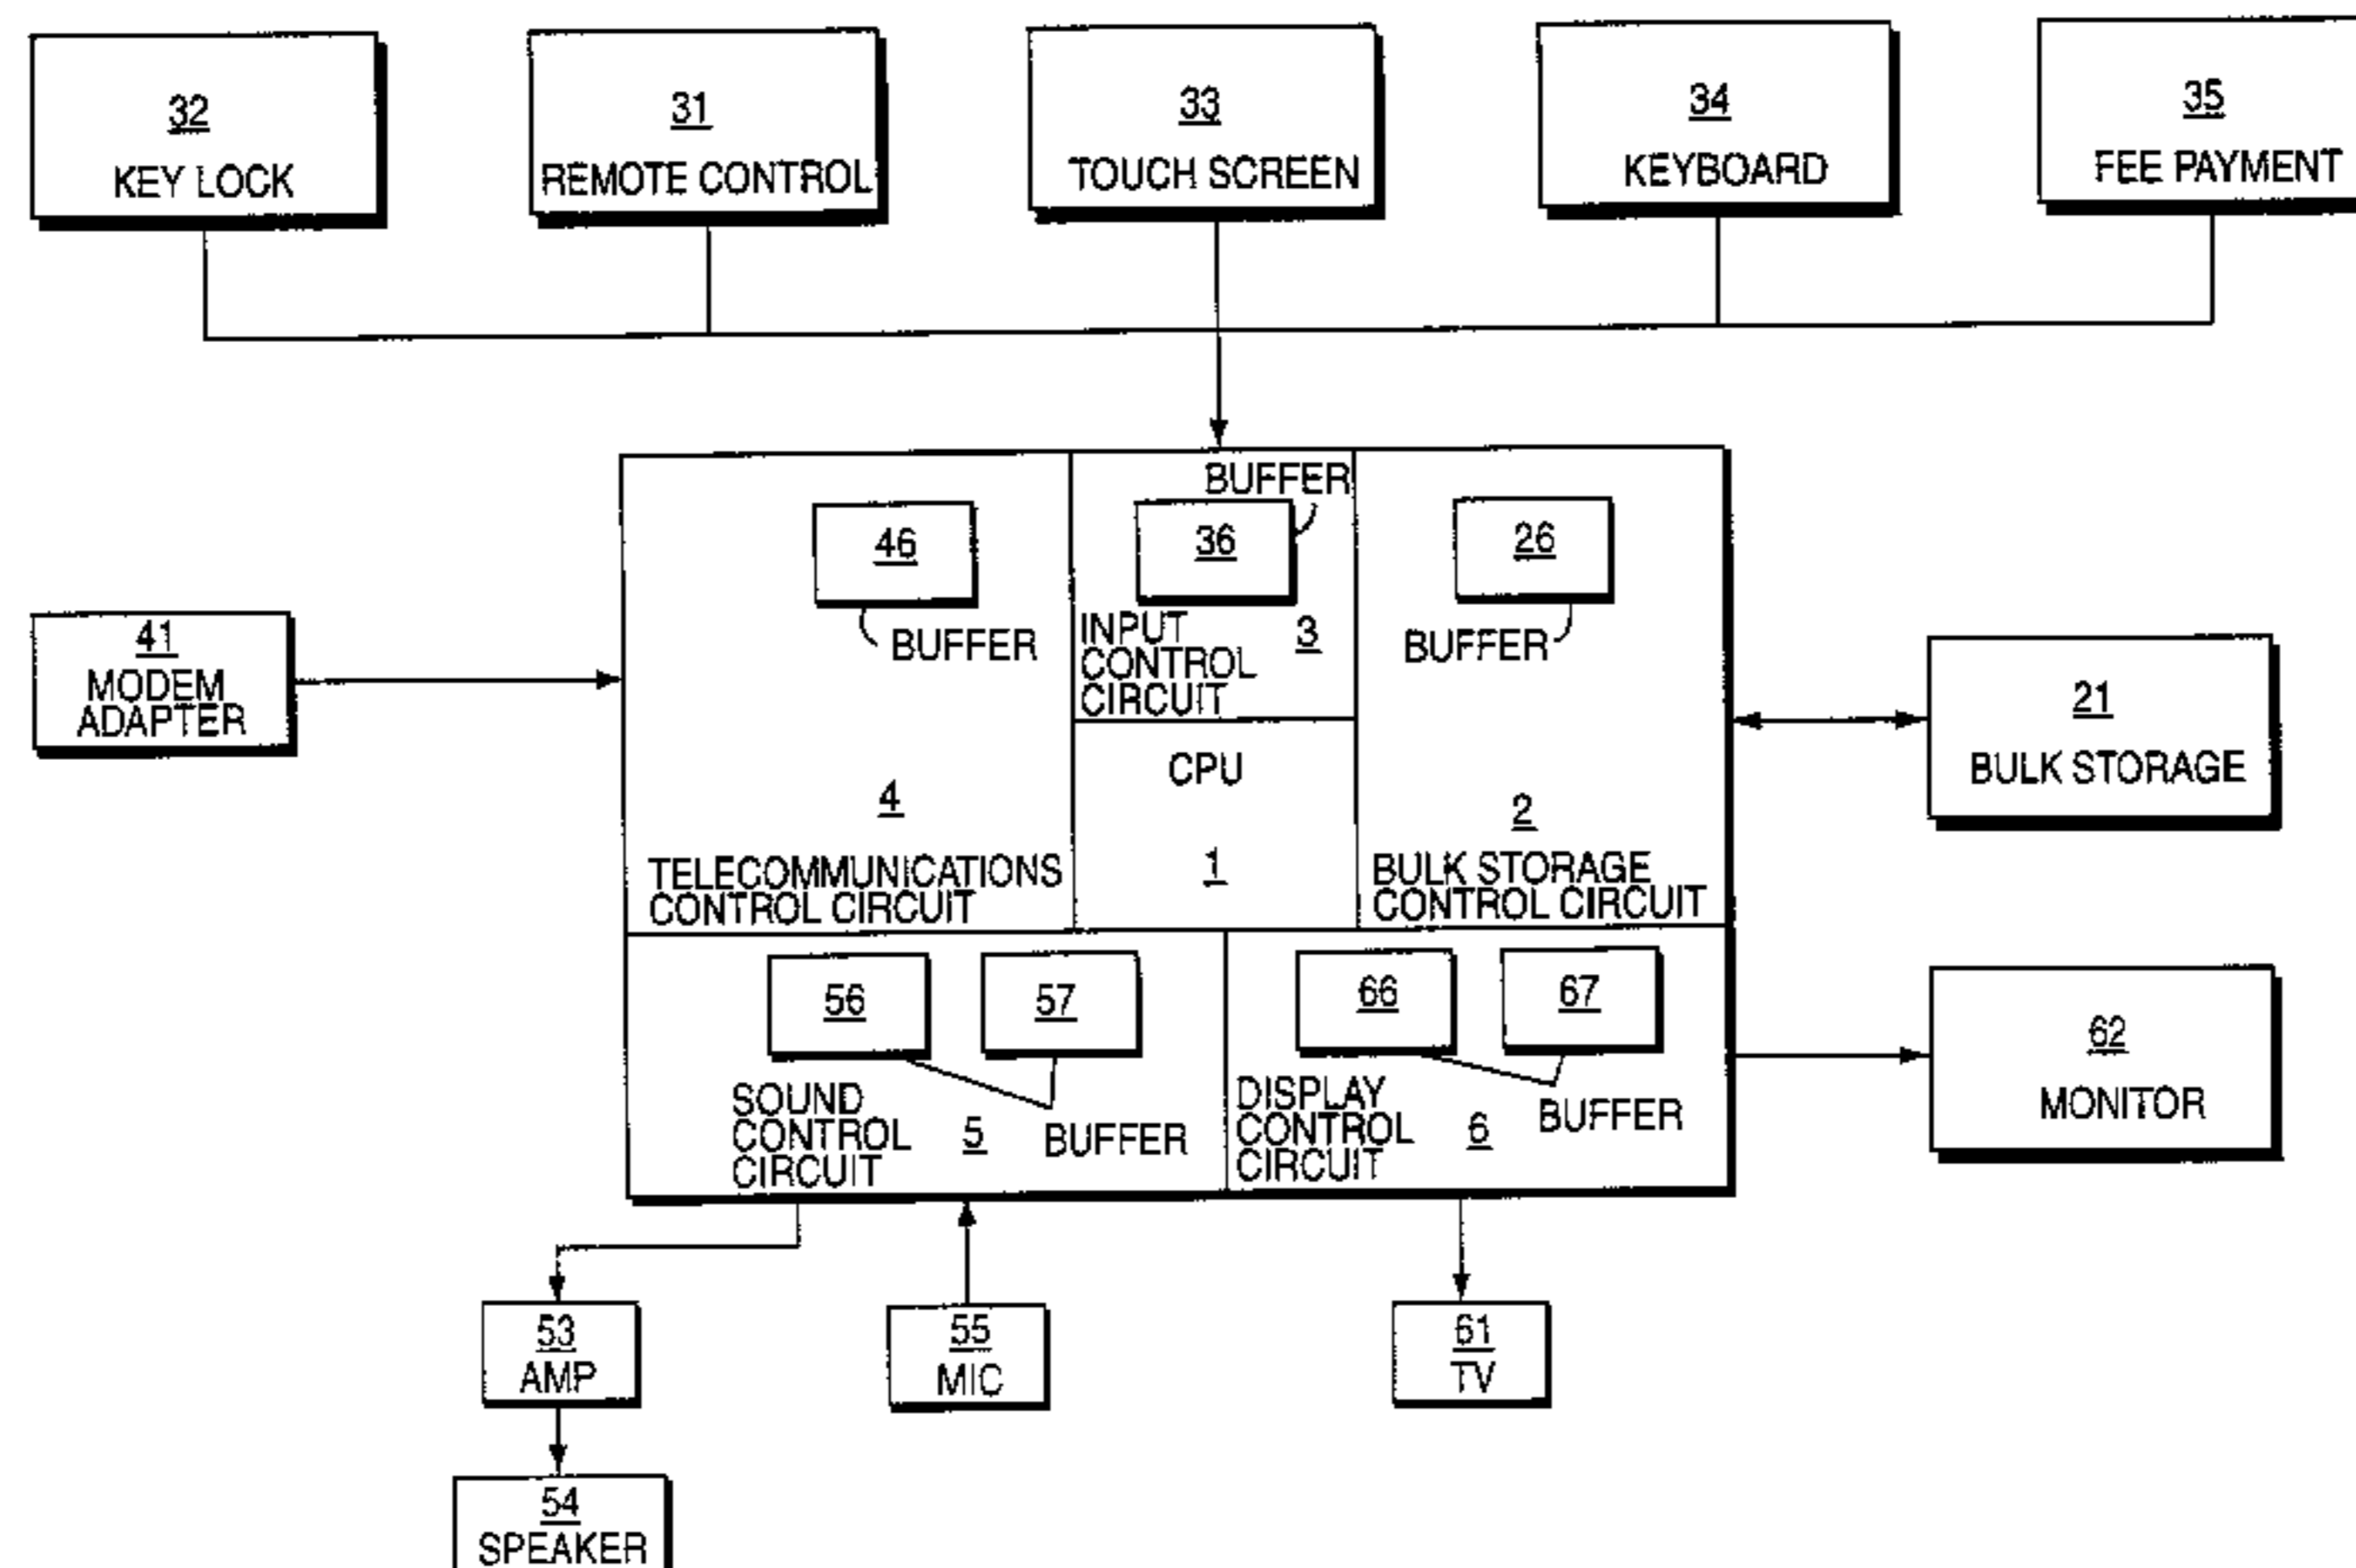 32
KEY LOCK
31
REMOTE CONTROL
33
TOUCH SCREEN
34
KEYBOARD
35
FEE PAYMENT
41
MODEM
ADAPTER
46
BUFFER
4
TELECOMMUNICATIONS
CONTROL CIRCUIT
BUFFER
36
INPUT
CONTROL
CIRCUIT
3
CPU
1
26
BUFFER
2
BULK STORAGE
CONTROL CIRCUIT
21
BULK STORAGE
56
57
SOUND
CONTROL
CIRCUIT
5
BUFFER
66
67
DISPLAY
CONTROL
CIRCUIT
6
BUFFER
62
MONITOR
53
AMP
55
MIC
61
TV
54
SPEAKER